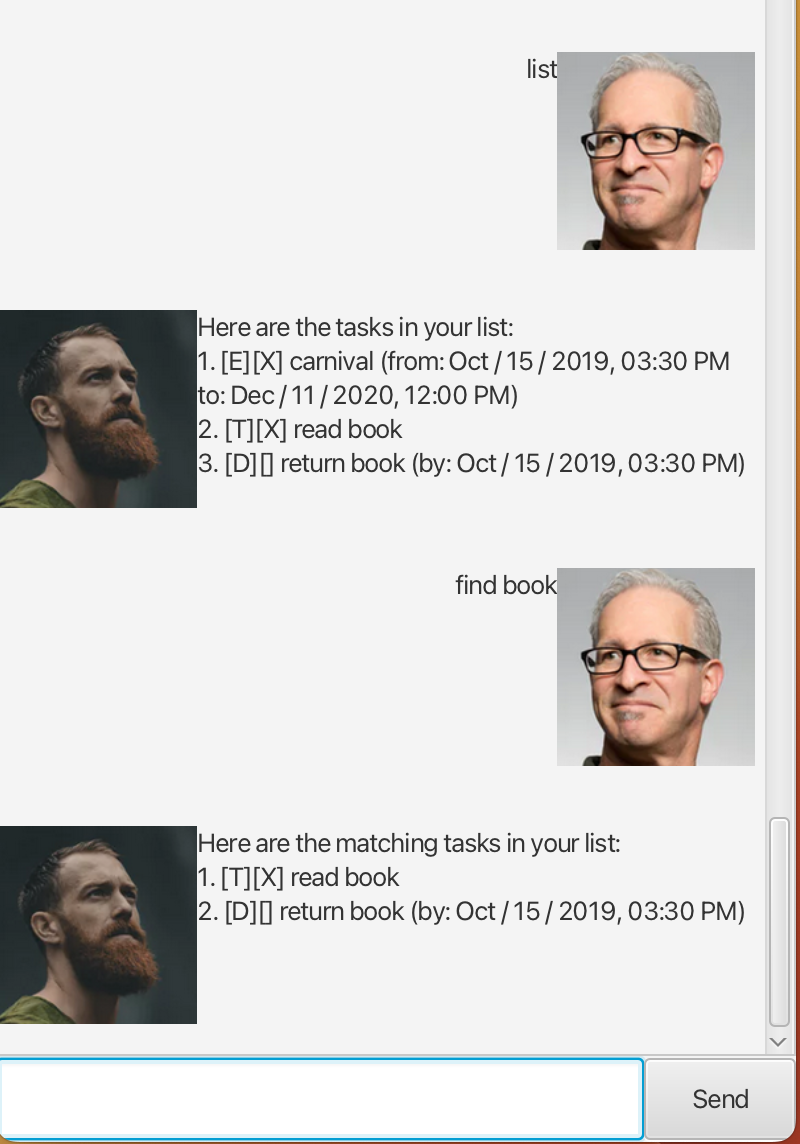 list
Here are the tasks in your list:
1. [E][X] carnival (from: Oct / 15 / 2019, 03:30 PM
to: Dec / 11 / 2020, 12:00 PM)
2. [T][X] read book
3. [D][] return book (by: Oct / 15 / 2019, 03:30 PM)
find book
Here are the matching tasks in your list:
1. [T][X] read book
2. [D][] return book (by: Oct / 15 / 2019, 03:30 PM)
Send